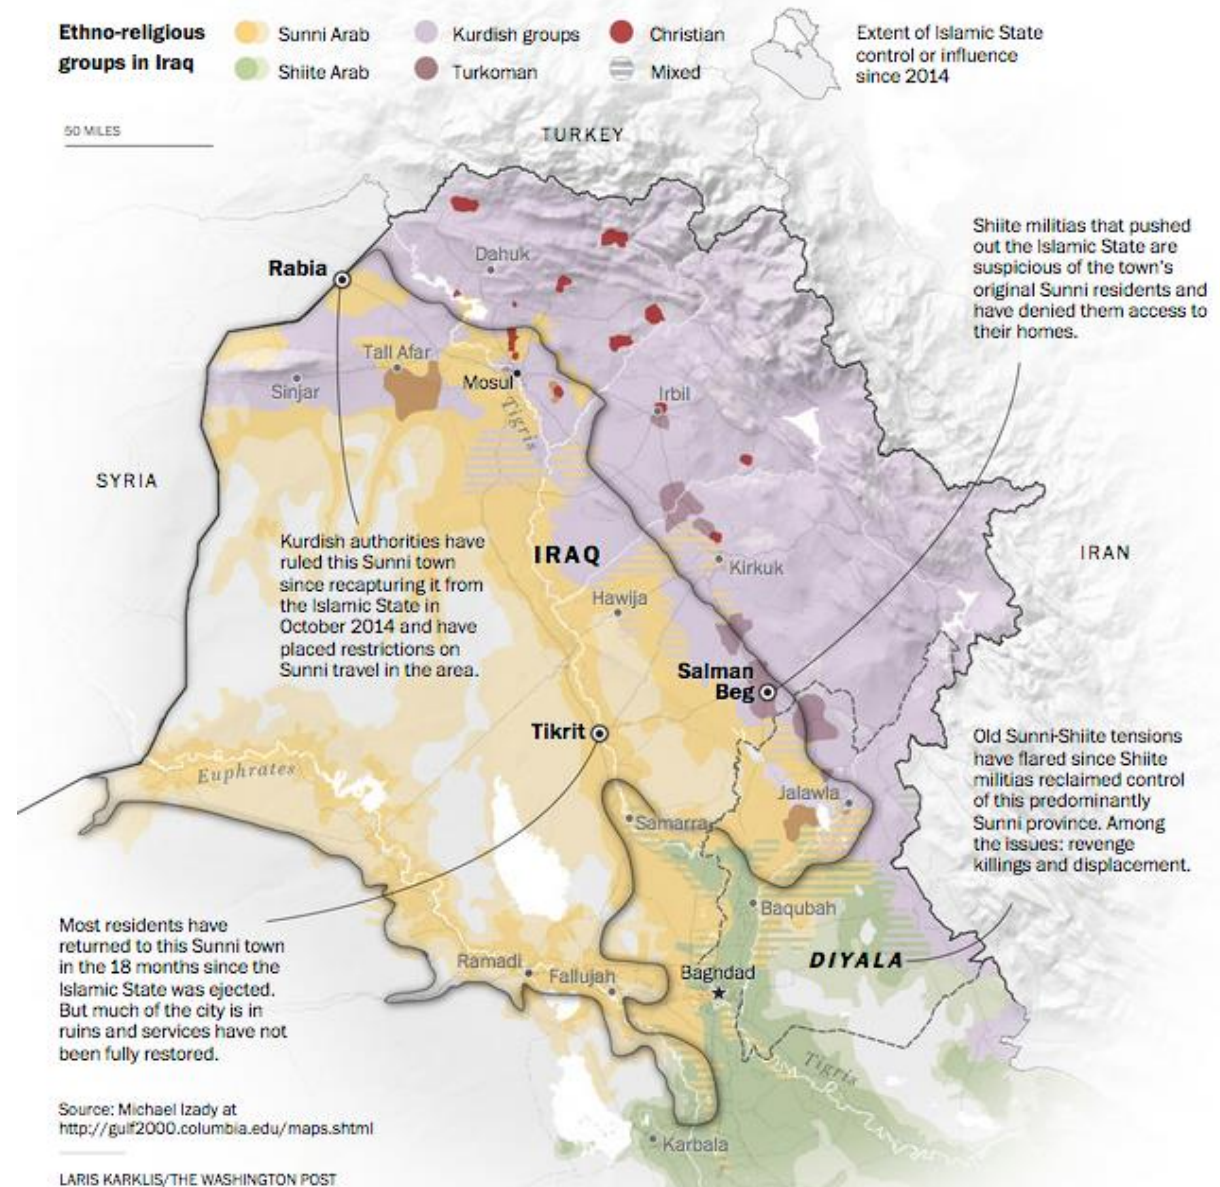 Ethno-religious
groups in Iraq
Sunni Arab
Shiite Arab
Kurdish groups
Turkoman
Christian
Mixed
Extent of Islamic State
control or influence
since 2014
50 MILES
TURKEY
Shiite militias that pushed
out the Islamic State are
suspicious of the town's
original Sunni residents and
have denied them access to
their homes.
Rabia
Dahuk
Tall Afar
Sinjar
Mosul
Tigris
Irbil
SYRIA
Kurdish authorities have
ruled this Sunni town
since recapturing it from
the Islamic State in
October 2014 and have
placed restrictions on
Sunni travel in the area.
IRAQ
IRAN
Kirkuk
Hawija
Salman
Beg
Tikrit
Euphrates
Old Sunni-Shiite tensions
have flared since Shiite
militias reclaimed control
of this predominantly
Sunni province. Among
the issues: revenge
killings and displacement.
Jalawla
Samarra
Baqubah
DIYALA
Most residents have
returned to this Sunni town
in the 18 months since the
Islamic State was ejected.
But much of the city is in
ruins and services have not
been fully restored.
Ramadi
Fallujah
Baghdad
Tigris
Karbala
Source: Michael Izady at
http://gulf2000.columbia.edu/maps.shtml
LARIS KARKLIS/THE WASHINGTON POST